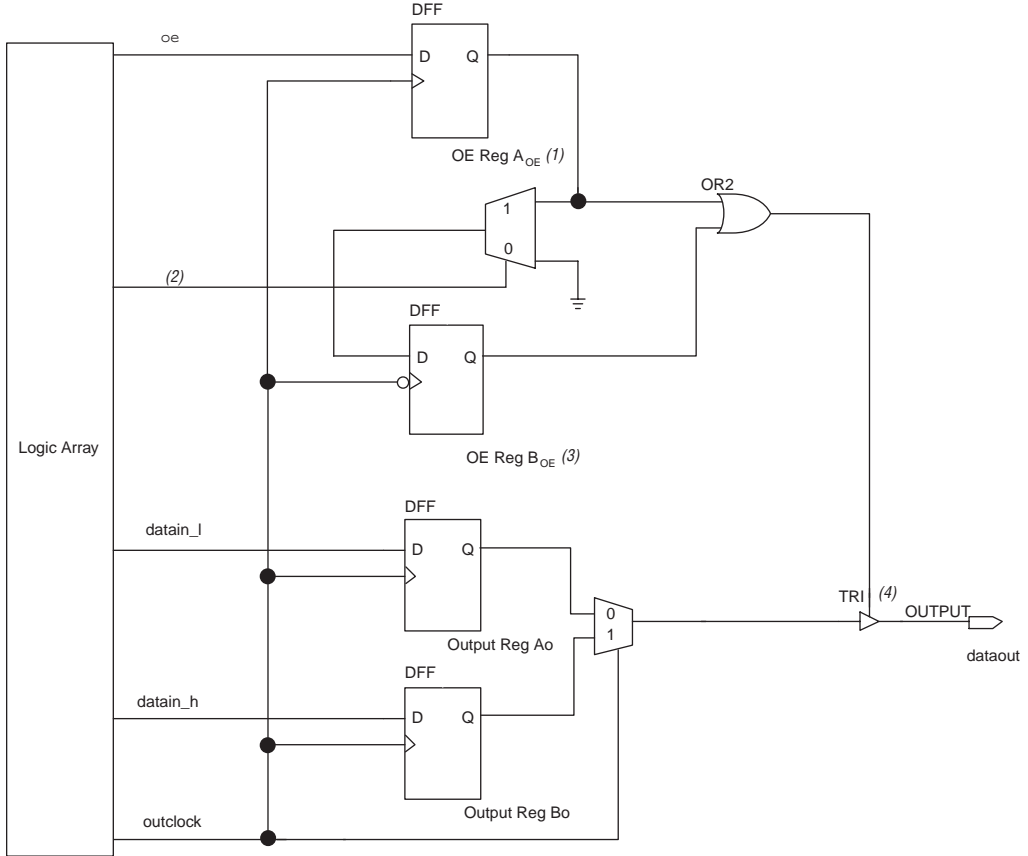 DFF
oe
D Q
OE Reg A_OE (1)
OR2
1
0
(2)
DFF
D Q
Logic Array
OE Reg B_OE (3)
DFF
datain_l
D Q
0
1
TRI (4)
OUTPUT
Output Reg Ao
dataout
DFF
datain_h
D Q
Output Reg Bo
outclock